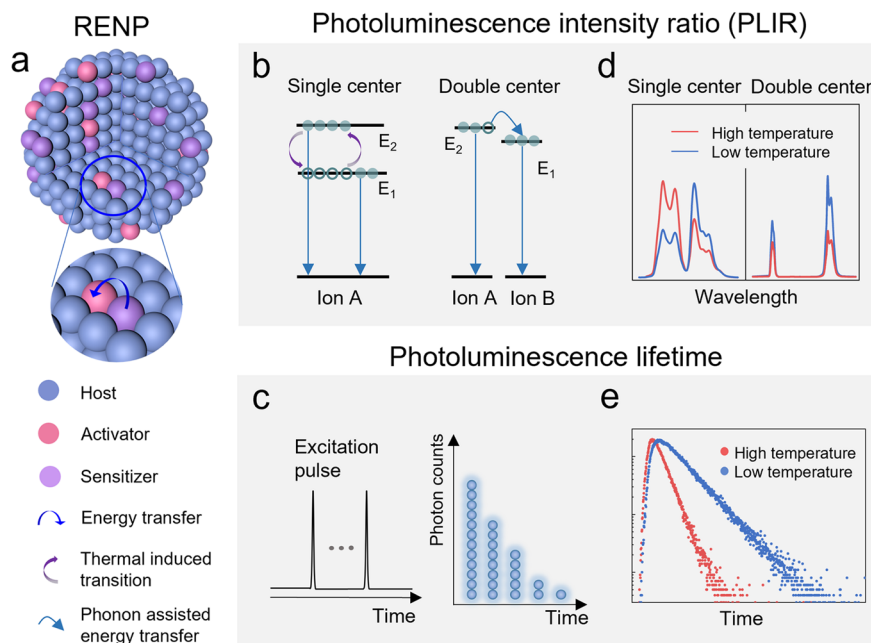 RENP
a
Host
Activator
Sensitizer
Energy transfer
Thermal induced
transition
Phonon assisted
energy transfer
Photoluminescence intensity ratio (PLIR)
b
Single center
Double center
E2
E1
E2
E1
Ion A
Ion A
Ion B
d
Single center
Double center
High temperature
Low temperature
Wavelength
Photoluminescence lifetime
c
Excitation
pulse
Time
Photon counts
Time
e
High temperature
Low temperature
Time